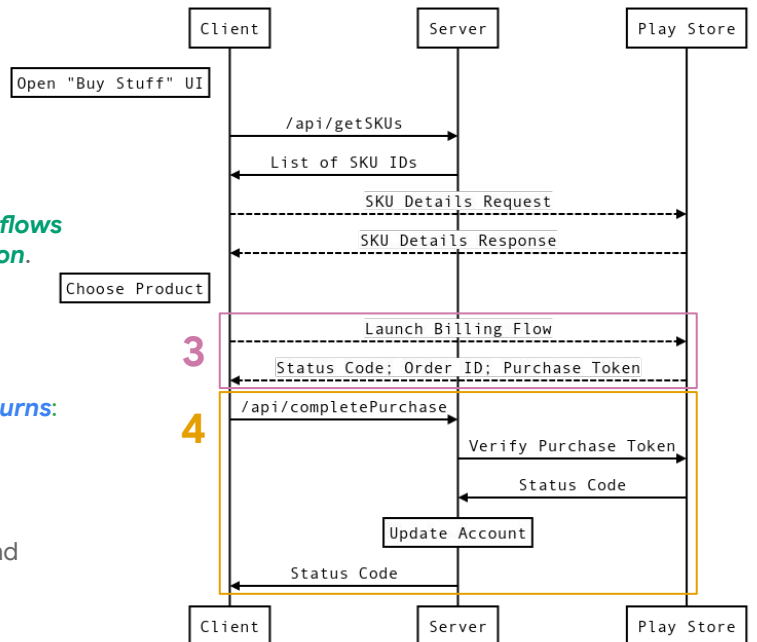 Client
Server
Play Store
Open "Buy Stuff" UI
/api/getSKUs
List of SKU IDs
SKU Details Request
flows
SKU Details Response
on.
Choose Product
3
Launch Billing Flow
Status Code; Order ID; Purchase Token
urns:
4
/api/completePurchase
Verify Purchase Token
Status Code
Update Account
nd
Status Code
Client
Server
Play Store